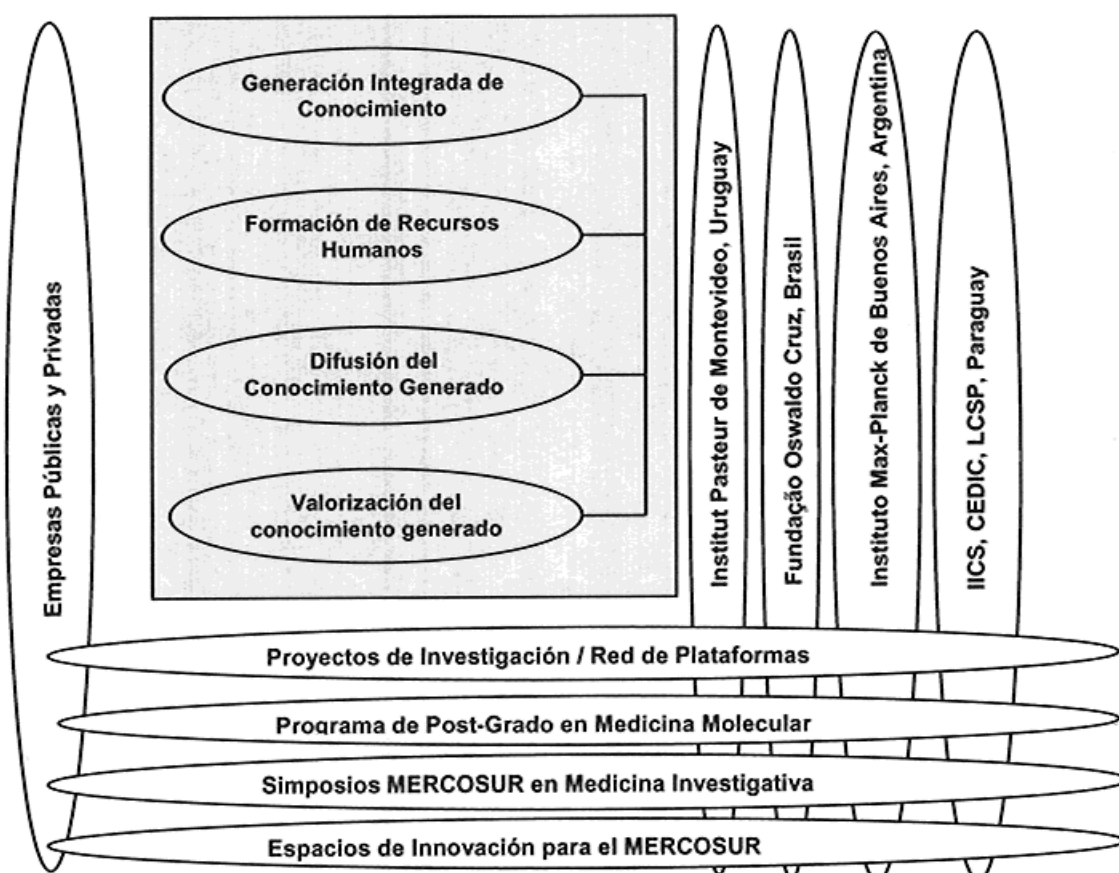 Generación Integrada de
Conocimiento
Formación de Recursos
Humanos
Difusión del
Conocimiento Generado
Valorización del
conocimiento generado
Empresas Públicas y Privadas
Institut Pasteur de Montevideo, Uruguay
Fundação Oswaldo Cruz, Brasil
Instituto Max-Planck de Buenos Aires, Argentina
IICS, CEDIC, LCSP, Paraguay
Proyectos de Investigación / Red de Plataformas
Programa de Post-Grado en Medicina Molecular
Simposios MERCOSUR en Medicina Investigativa
Espacios de Innovación para el MERCOSUR